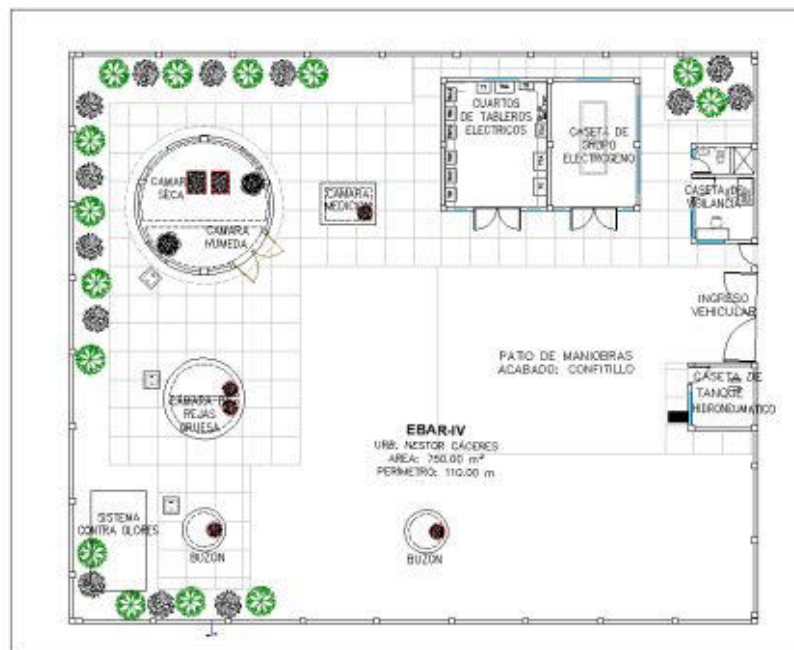 CUARTOS
DE TABLEROS
ELECTRICOS
CASETA DE
GRUPO
ELECTROGENO
CAMARA
SECA
CAMARA
HUMEDA
CAMARA
MEDICION
CASETA DE
VIGILANCIA
INGRESO
VEHICULAR
PATIO DE MANIOBRAS
ACABADO: CONFITILLO
CASETA DE
TANQUE
HIDRONEUMATICO
CAMARA DE
REJAS
GRUESA
EBAR-IV
URB. NESTOR CÁCERES
AREA: 750.00 m²
PERÍMETRO: 110.00 m
SISTEMA
CONTRA OLORES
BUZON
BUZON